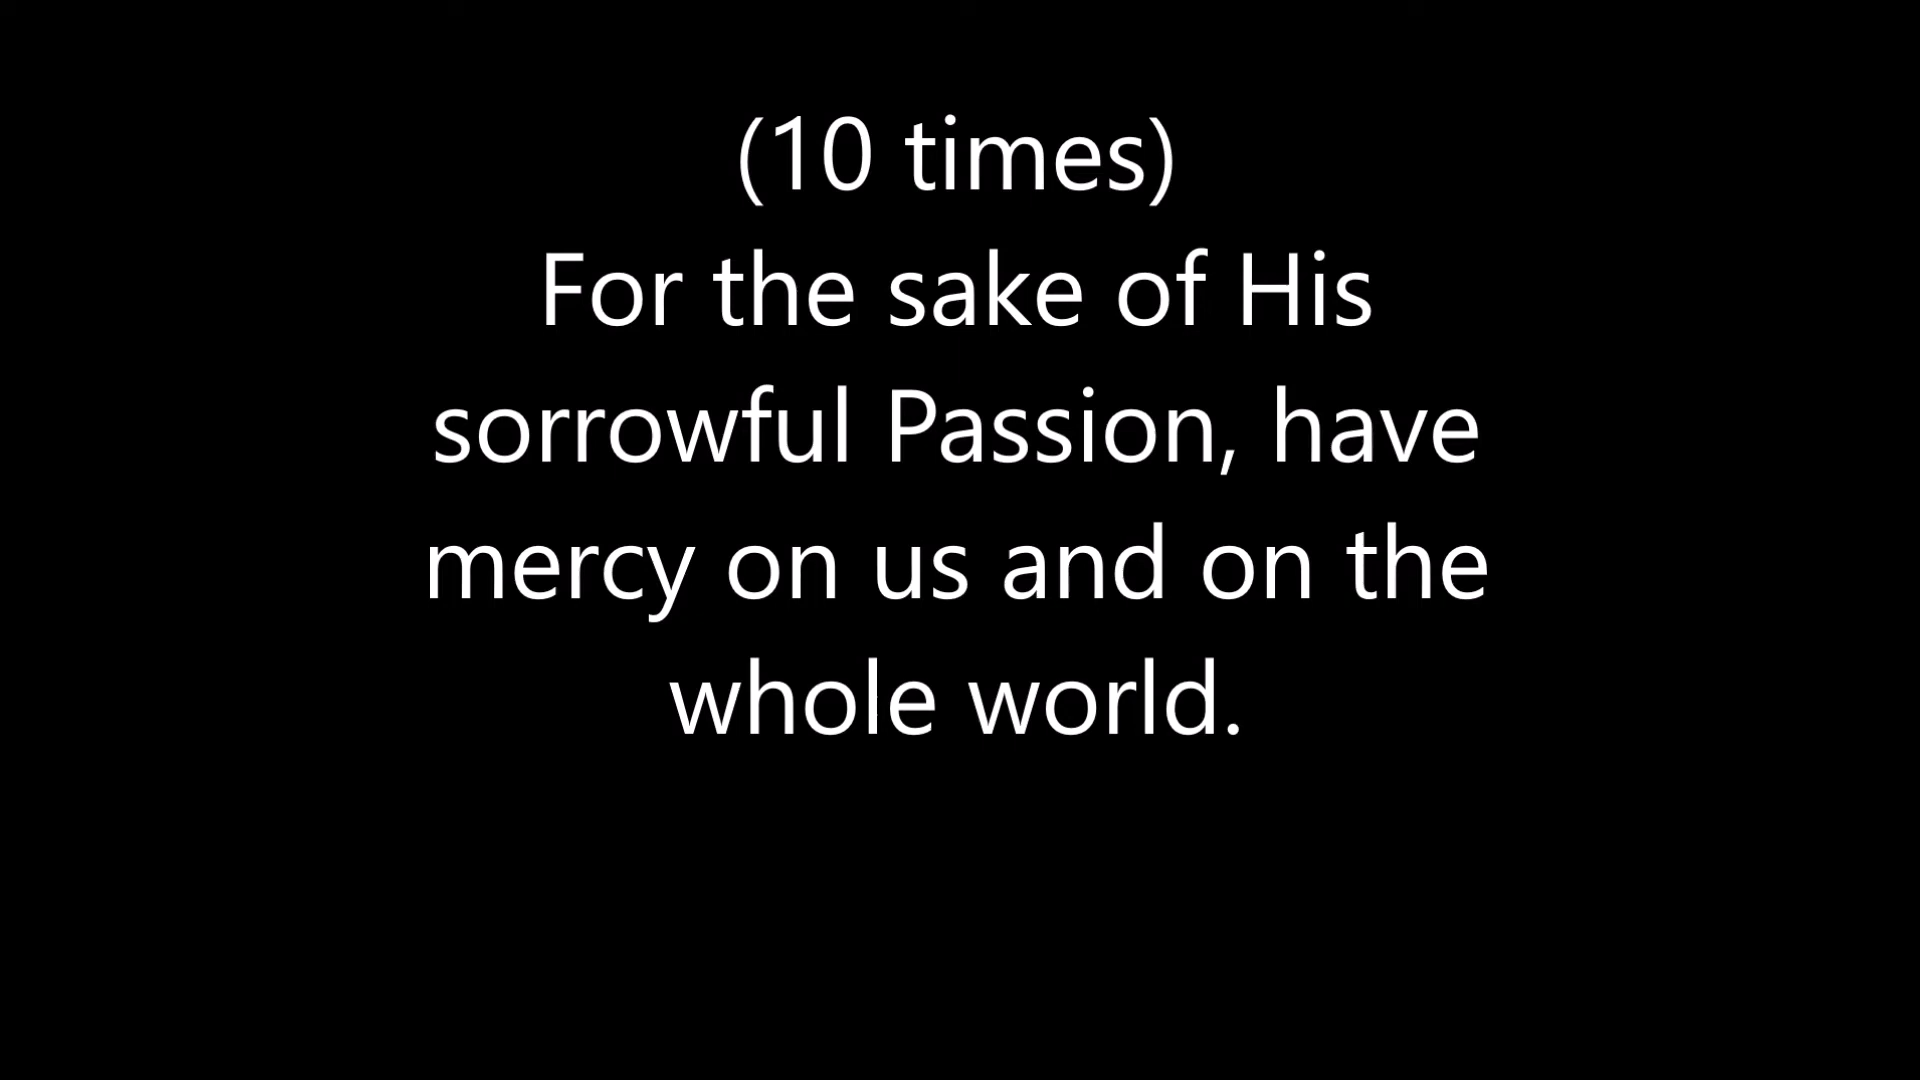 (10 times)
For the sake of His
sorrowful Passion, have
mercy on us and on the
whole world.